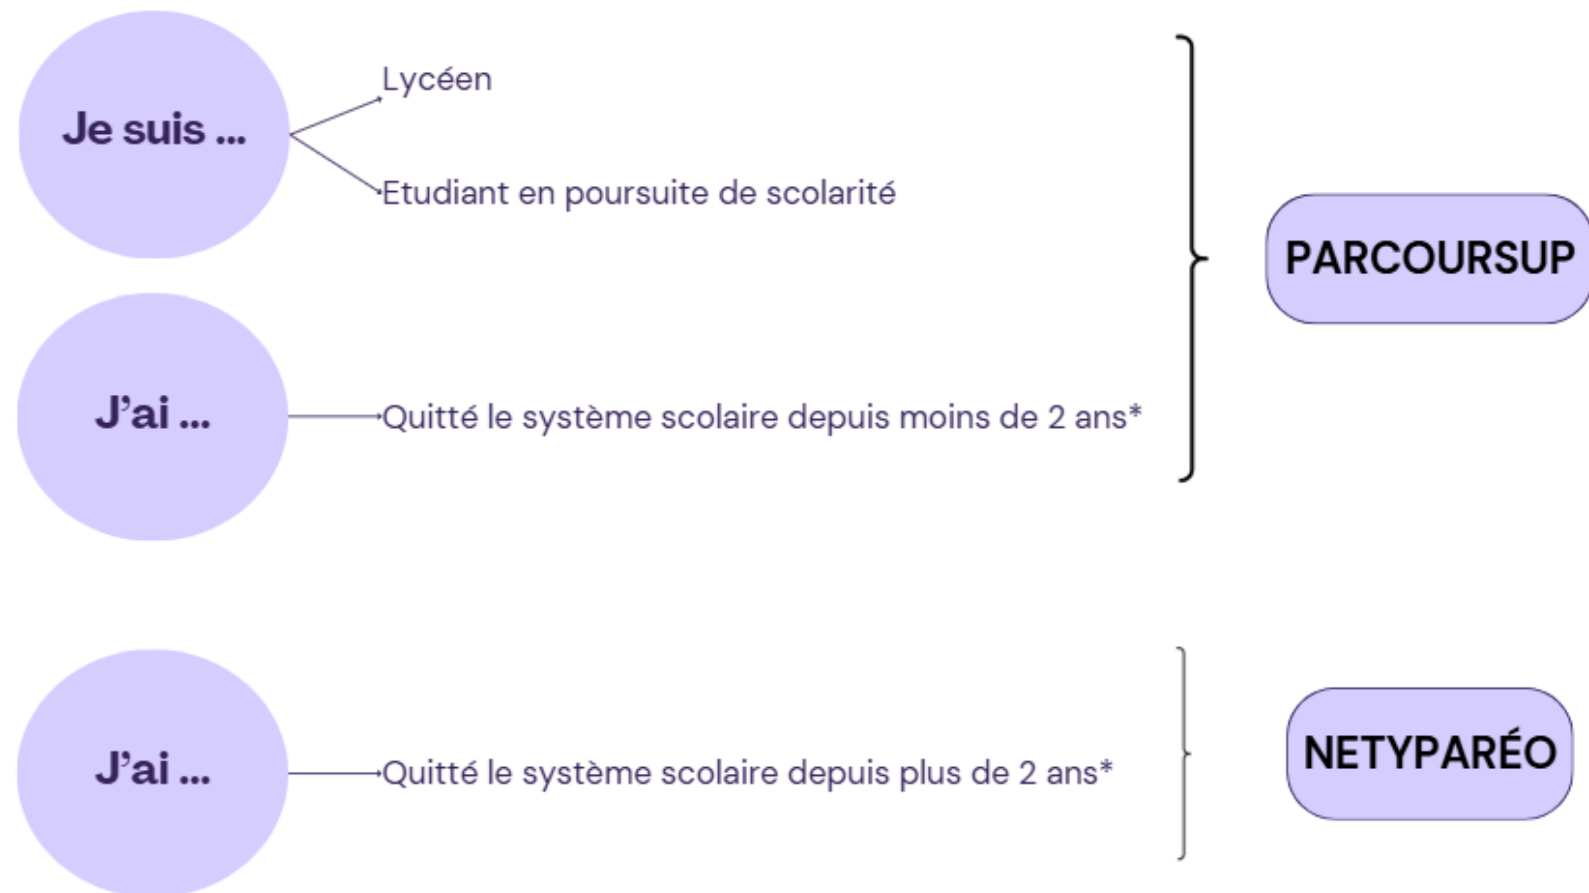 Je suis ...
Lycéen
Etudiant en poursuite de scolarité
PARCOURSUP
J'ai ...
Quitté le système scolaire depuis moins de 2 ans*
J'ai ...
Quitté le système scolaire depuis plus de 2 ans*
NETYPARÉO